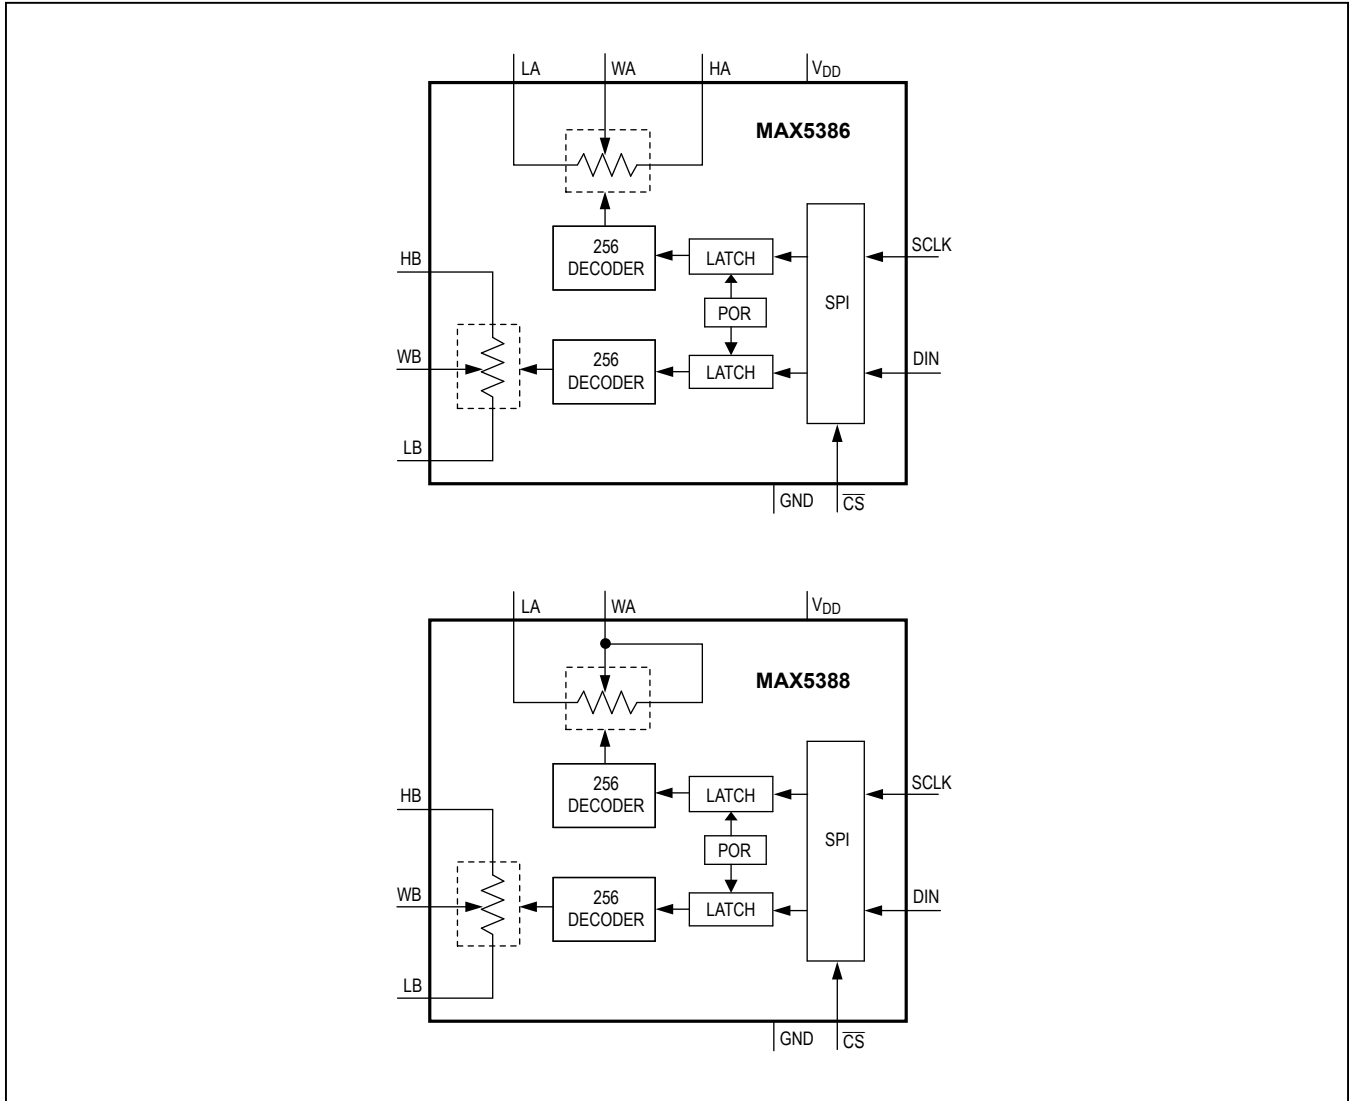 LA WA HA VDD
MAX5386
256
DECODER
LATCH
SCLK
HB
POR
SPI
WB
256
DECODER
LATCH
DIN
LB
GND CS
LA WA VDD
MAX5388
256
DECODER
LATCH
SCLK
HB
POR
SPI
WB
256
DECODER
LATCH
DIN
LB
GND CS